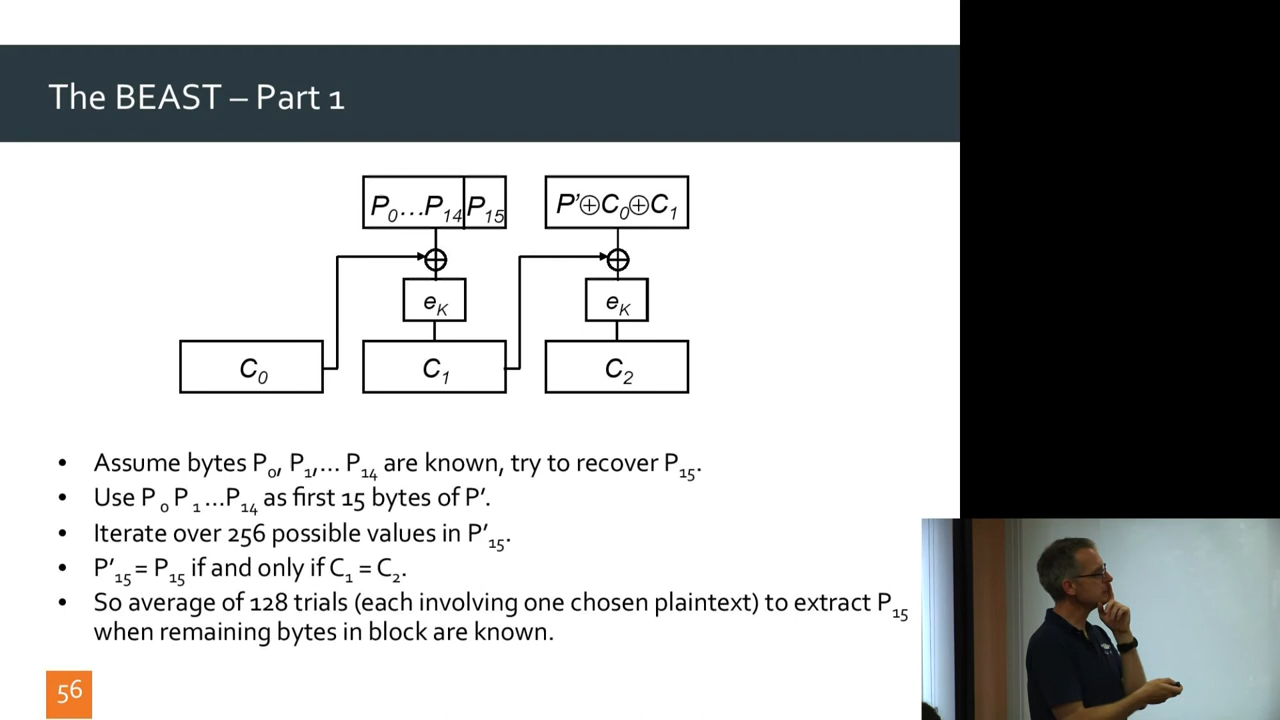 The BEAST – Part 1
P₀…P₁₄ P₁₅ P'⊕C₀⊕C₁
e_K e_K
C₀ C₁ C₂
• Assume bytes P₀, P₁,… P₁₄ are known, try to recover P₁₅.
• Use P₀ P₁ …P₁₄ as first 15 bytes of P'.
• Iterate over 256 possible values in P'₁₅.
• P'₁₅ = P₁₅ if and only if C₁ = C₂.
• So average of 128 trials (each involving one chosen plaintext) to extract P₁₅
when remaining bytes in block are known.
56